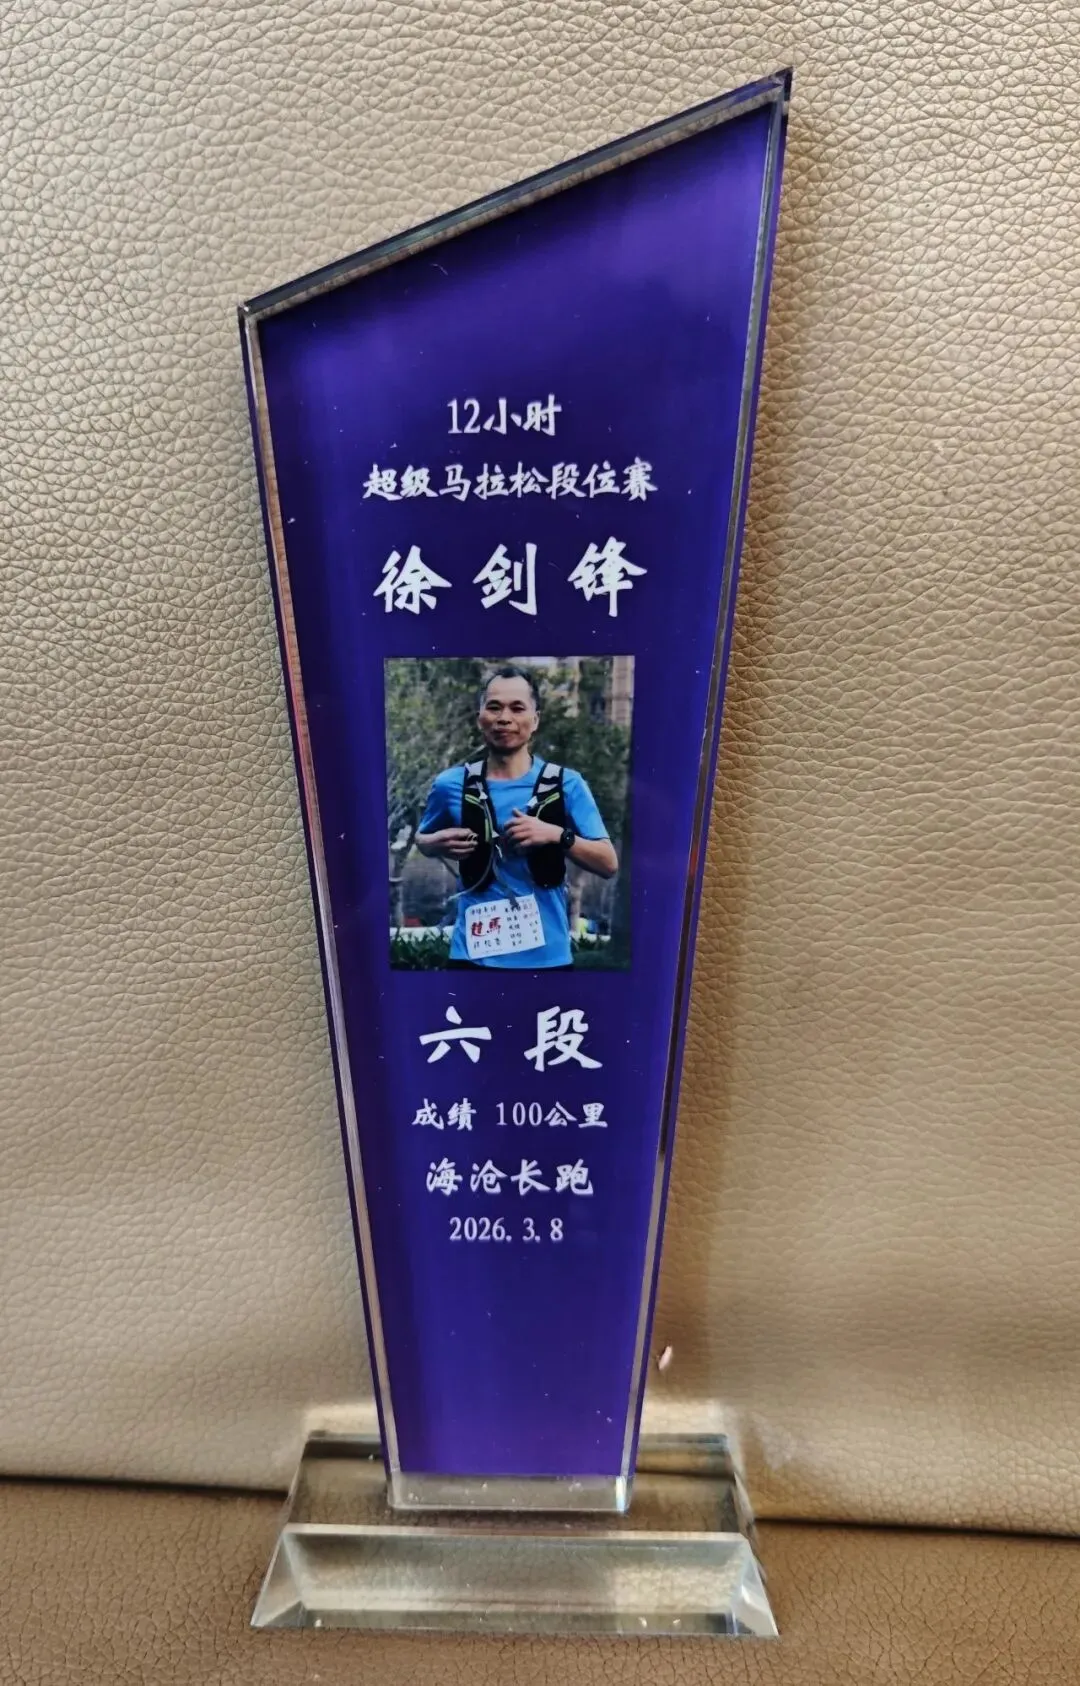 12小时
超级马拉松段位赛
徐剑锋
六段
成绩 100公里
海沧长跑
2026.3.8